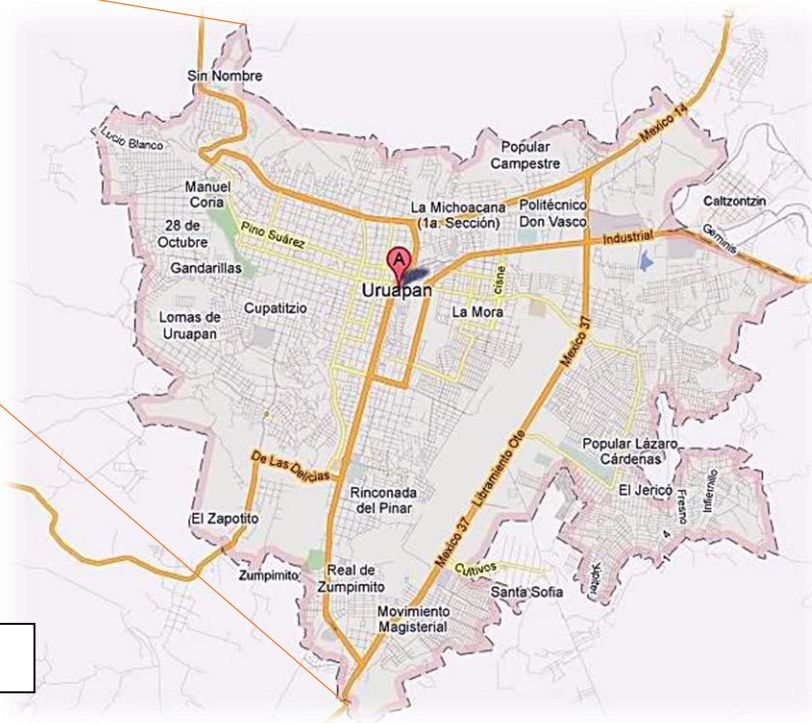 Sin Nombre
Lucio Blanco
Mexico 14
Popular
Campestre
Manuel
Coria
La Michoacana
(1a. Sección)
Politécnico
Don Vasco
Caltzontzin
28 de
Octubre
Pino Suárez
Industrial
Geminis
Gandarillas
A
cisne
Uruapan
Cupatitzio
La Mora
Lomas de
Uruapan
Mexico 37
De Las Delicias
Popular Lázaro
Cárdenas
Libramiento Ote
Rinconada
del Pinar
El Jericó
Fresno
Infiernillo
El Zapotito
Mexico 37
4
Zumpimito
Real de
Zumpimito
Cultivos
Júpiter
Santa Sofia
Movimiento
Magisterial